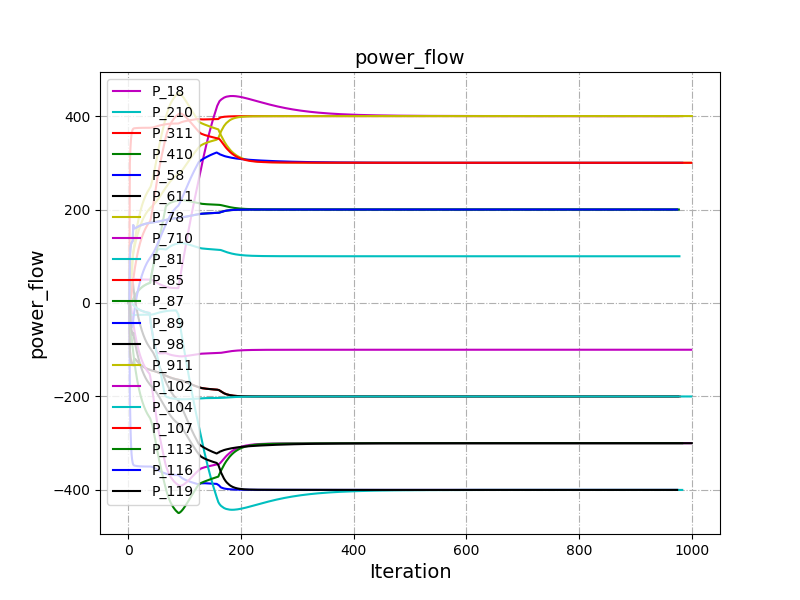 power_flow
P_18
P_210
P_311
P_410
P_58
P_611
P_78
P_710
P_81
P_85
P_87
P_89
P_98
P_911
P_102
P_104
P_107
P_113
P_116
P_119
400
200
0
−200
−400
power_flow
0 200 400 600 800 1000
Iteration